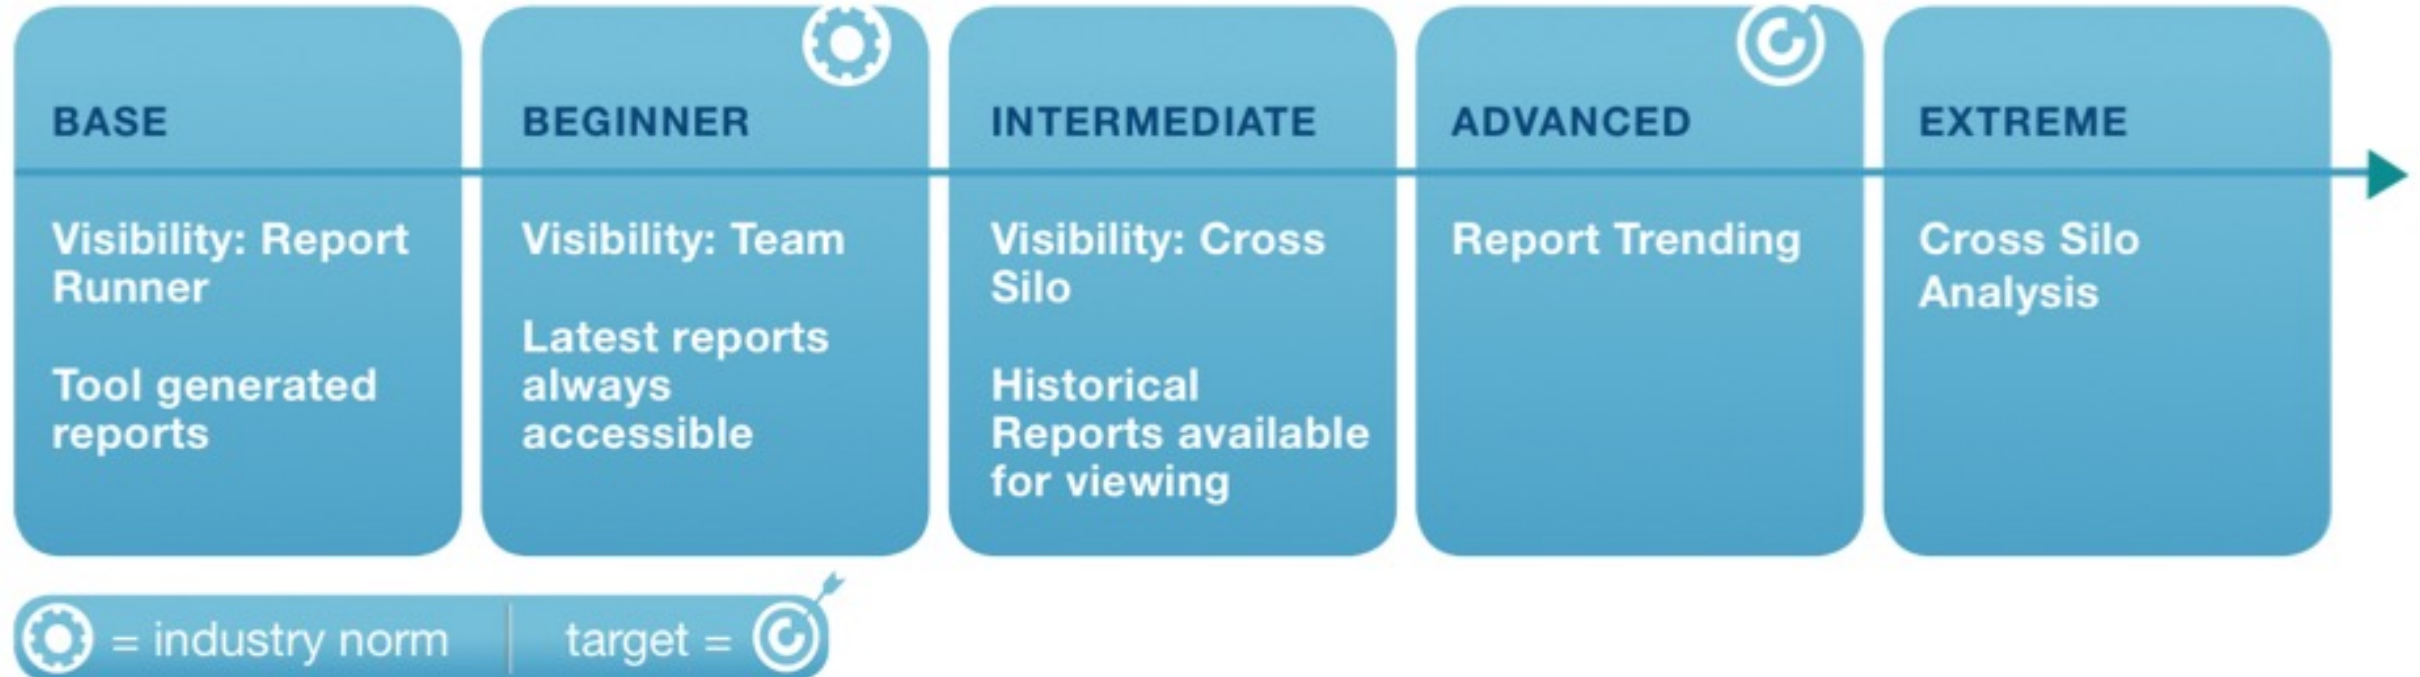 BASE
Visibility: Report
Runner
Tool generated
reports
BEGINNER
Visibility: Team
Latest reports
always
accessible
INTERMEDIATE
Visibility: Cross
Silo
Historical
Reports available
for viewing
ADVANCED
Report Trending
EXTREME
Cross Silo
Analysis
= industry norm
target =